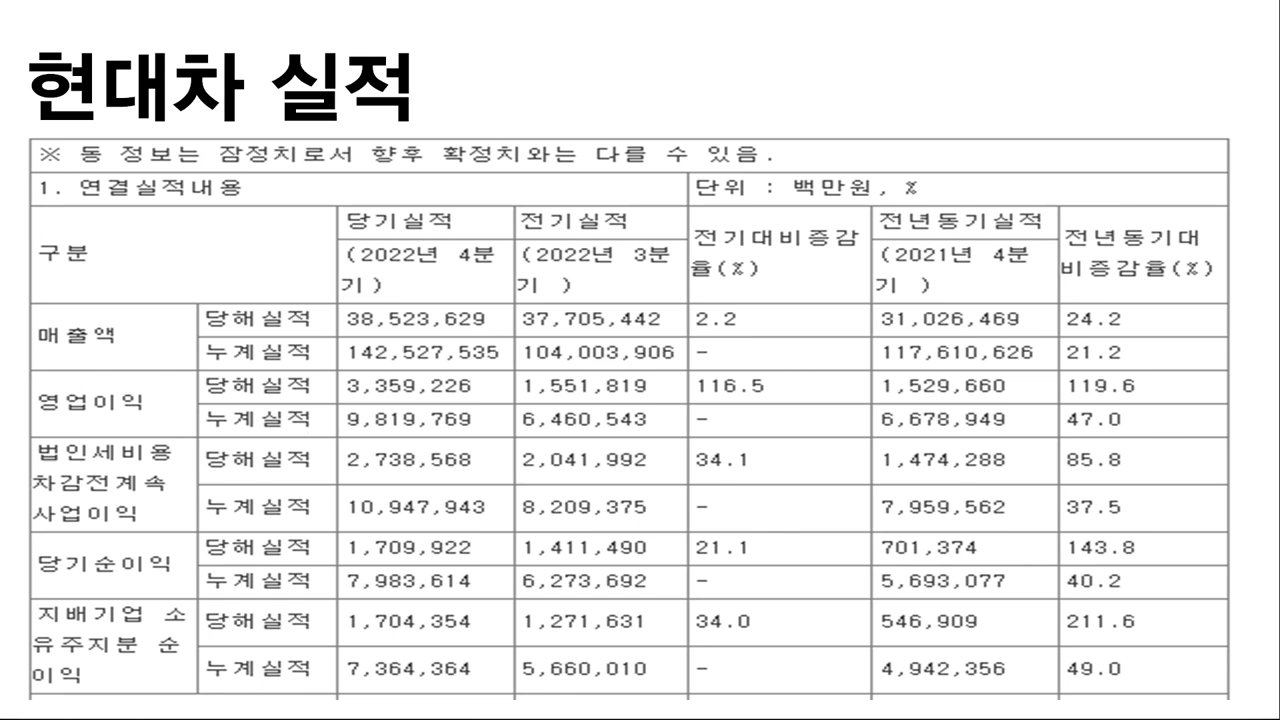 현대차 실적
※ 동 정보는 잠정치로서 향후 확정치와는 다를 수 있음.
1. 연결실적내용 단위 : 백만원, %
구분 당기실적 (2022년 4분기) 전기실적 (2022년 3분기 ) 전기대비증감율(%) 전년동기실적 (2021년 4분기 ) 전년동기대비증감율(%)
매출액 당해실적 38,523,629 37,705,442 2.2 31,026,469 24.2
누계실적 142,527,535 104,003,906 - 117,610,626 21.2
영업이익 당해실적 3,359,226 1,551,819 116.5 1,529,660 119.6
누계실적 9,819,769 6,460,543 - 6,678,949 47.0
법인세비용차감전계속사업이익 당해실적 2,738,568 2,041,992 34.1 1,474,288 85.8
누계실적 10,947,943 8,209,375 - 7,959,562 37.5
당기순이익 당해실적 1,709,922 1,411,490 21.1 701,374 143.8
누계실적 7,983,614 6,273,692 - 5,693,077 40.2
지배기업 소유주지분 순이익 당해실적 1,704,354 1,271,631 34.0 546,909 211.6
누계실적 7,364,364 5,660,010 - 4,942,356 49.0